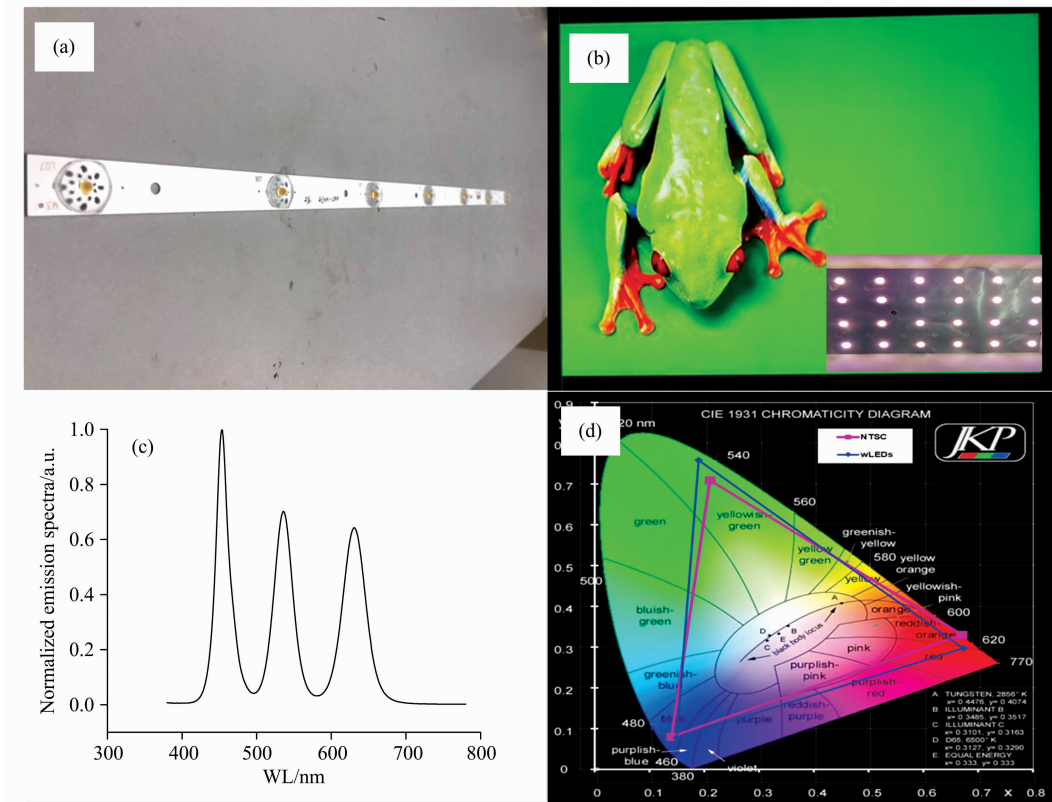 (a)
L07
M3
(b)
(c)
Normalized emission spectra/a.u.
1.0
0.8
0.6
0.4
0.2
0.0
300
400
500
600
700
800
WL/nm
(d)
CIE 1931 CHROMATICITY DIAGRAM
JKP
NTSC
wLEDs
0.9
20 nm
0.7
0.6
0.5
0.4
0.3
0.2
0.1
0
540
560
580
600
620
770
500
480
460
380
green
yellowish-
green
yellow
green
greenish-
yellow
yellow
yellow
orange
yellowish-
pink
orange
reddish-
orange
red
bluish-
green
greenish-
blue
blue
purplish-
blue
violet
purple
reddish-
purple
purplish-
pink
pink
purplish-
red
A
B
C
D
E
black body locus
A. TUNGSTEN, 2856° K
x= 0.4476, y= 0.4074
B. ILLUMINANT B
x= 0.3485, y= 0.3517
C. ILLUMINANT C
x= 0.3101, y= 0.3163
D. D65, 6500° K
x= 0.3127, y= 0.3290
E. EQUAL ENERGY
x= 0.333, y= 0.333
0
0.1
0.2
0.3
0.4
0.5
0.6
0.7
x
0.8